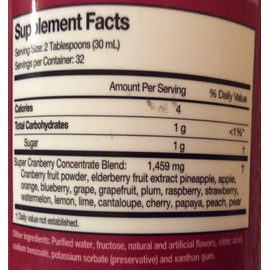 Supplement Facts
Serving Size: 2 Tablespoons (30 mL)
Servings per Container: 32
Amount Per Serving % Daily Value
Calories 4
Total Carbohydrates 1 g <1%*
Sugar 1 g †
Super Cranberry Concentrate Blend: 1,459 mg †
Cranberry fruit powder, elderberry fruit extract pineapple, apple,
orange, blueberry, grape, grapefruit, plum, raspberry, strawberry,
watermelon, lemon, lime, cantaloupe, cherry, papaya, peach, pear
† Daily value not established.
Other Ingredients: Purified water, fructose, natural and artificial flavors, citric acid,
sodium benzoate, potassium sorbate (preservative) and xanthan gum.